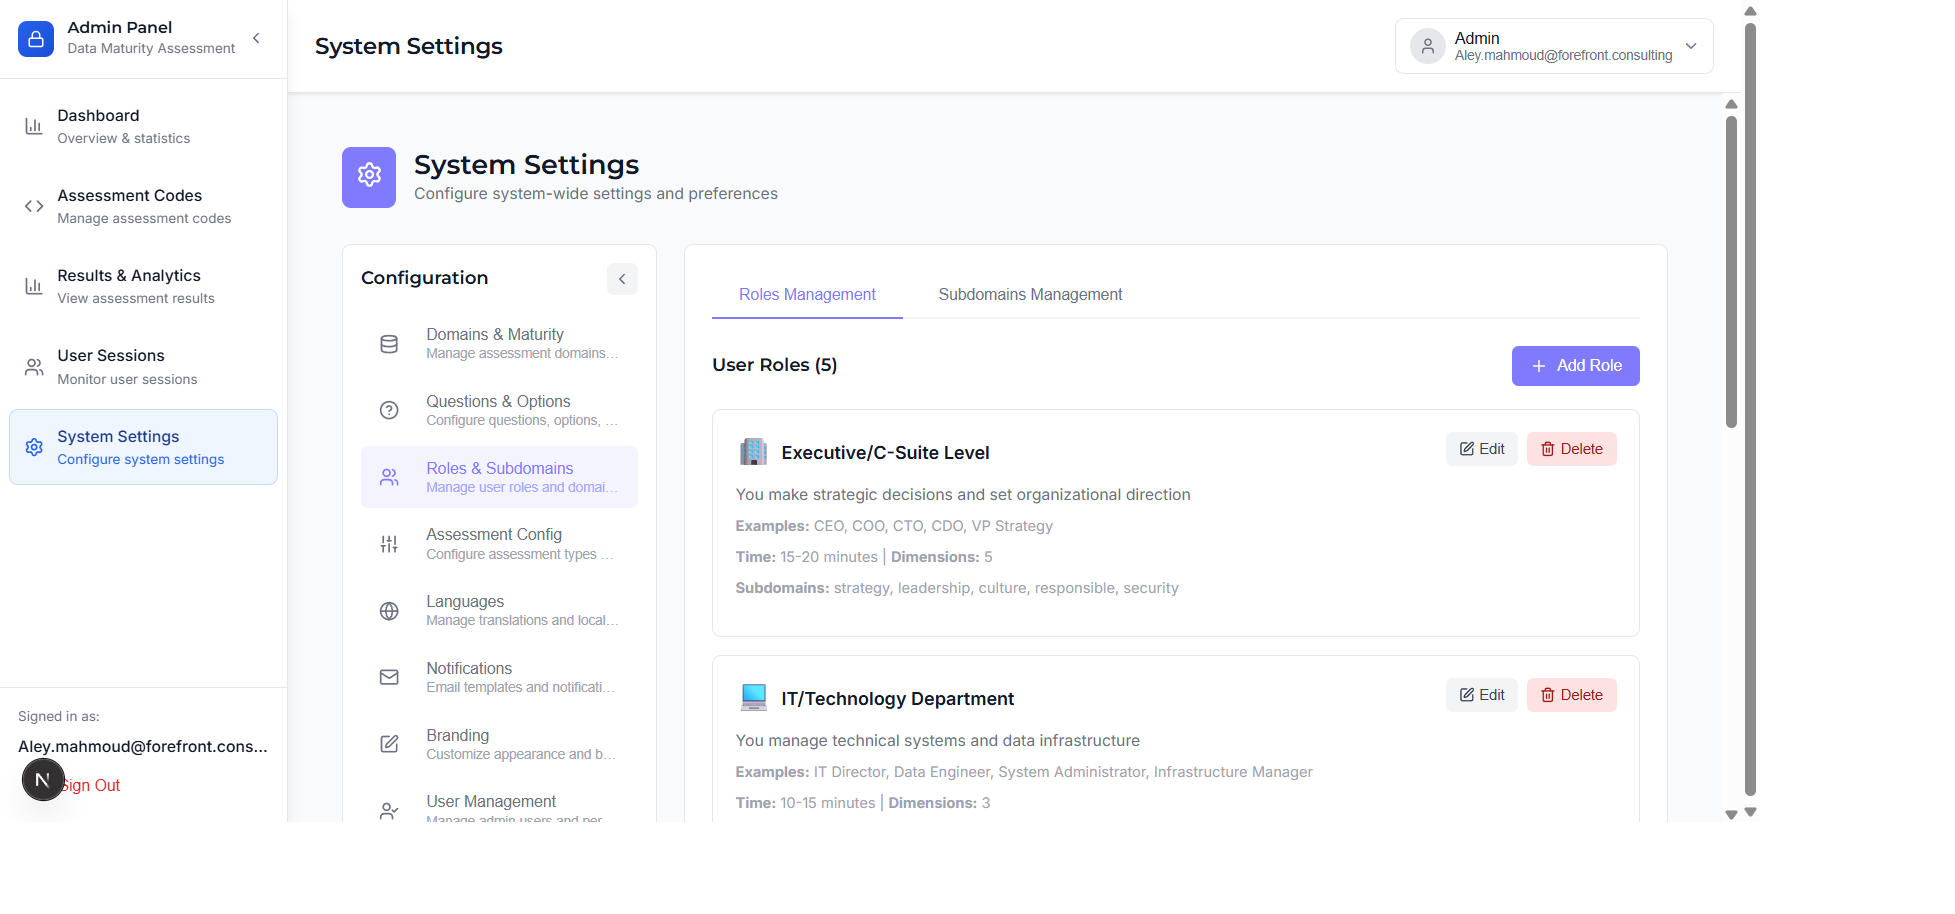 Admin Panel
Data Maturity Assessment
System Settings
Admin
Aley.mahmoud@forefront.consulting
Dashboard
Overview & statistics
Assessment Codes
Manage assessment codes
Results & Analytics
View assessment results
User Sessions
Monitor user sessions
System Settings
Configure system settings
Signed in as:
Aley.mahmoud@forefront.cons...
N
Sign Out
System Settings
Configure system-wide settings and preferences
Configuration
Domains & Maturity
Manage assessment domains...
Questions & Options
Configure questions, options, ...
Roles & Subdomains
Manage user roles and domai...
Assessment Config
Configure assessment types ...
Languages
Manage translations and local...
Notifications
Email templates and notificati...
Branding
Customize appearance and b...
User Management
Manage admin users and per
Roles Management
Subdomains Management
User Roles (5)
+ Add Role
Executive/C-Suite Level
Edit
Delete
You make strategic decisions and set organizational direction
Examples: CEO, COO, CTO, CDO, VP Strategy
Time: 15-20 minutes | Dimensions: 5
Subdomains: strategy, leadership, culture, responsible, security
IT/Technology Department
Edit
Delete
You manage technical systems and data infrastructure
Examples: IT Director, Data Engineer, System Administrator, Infrastructure Manager
Time: 10-15 minutes | Dimensions: 3